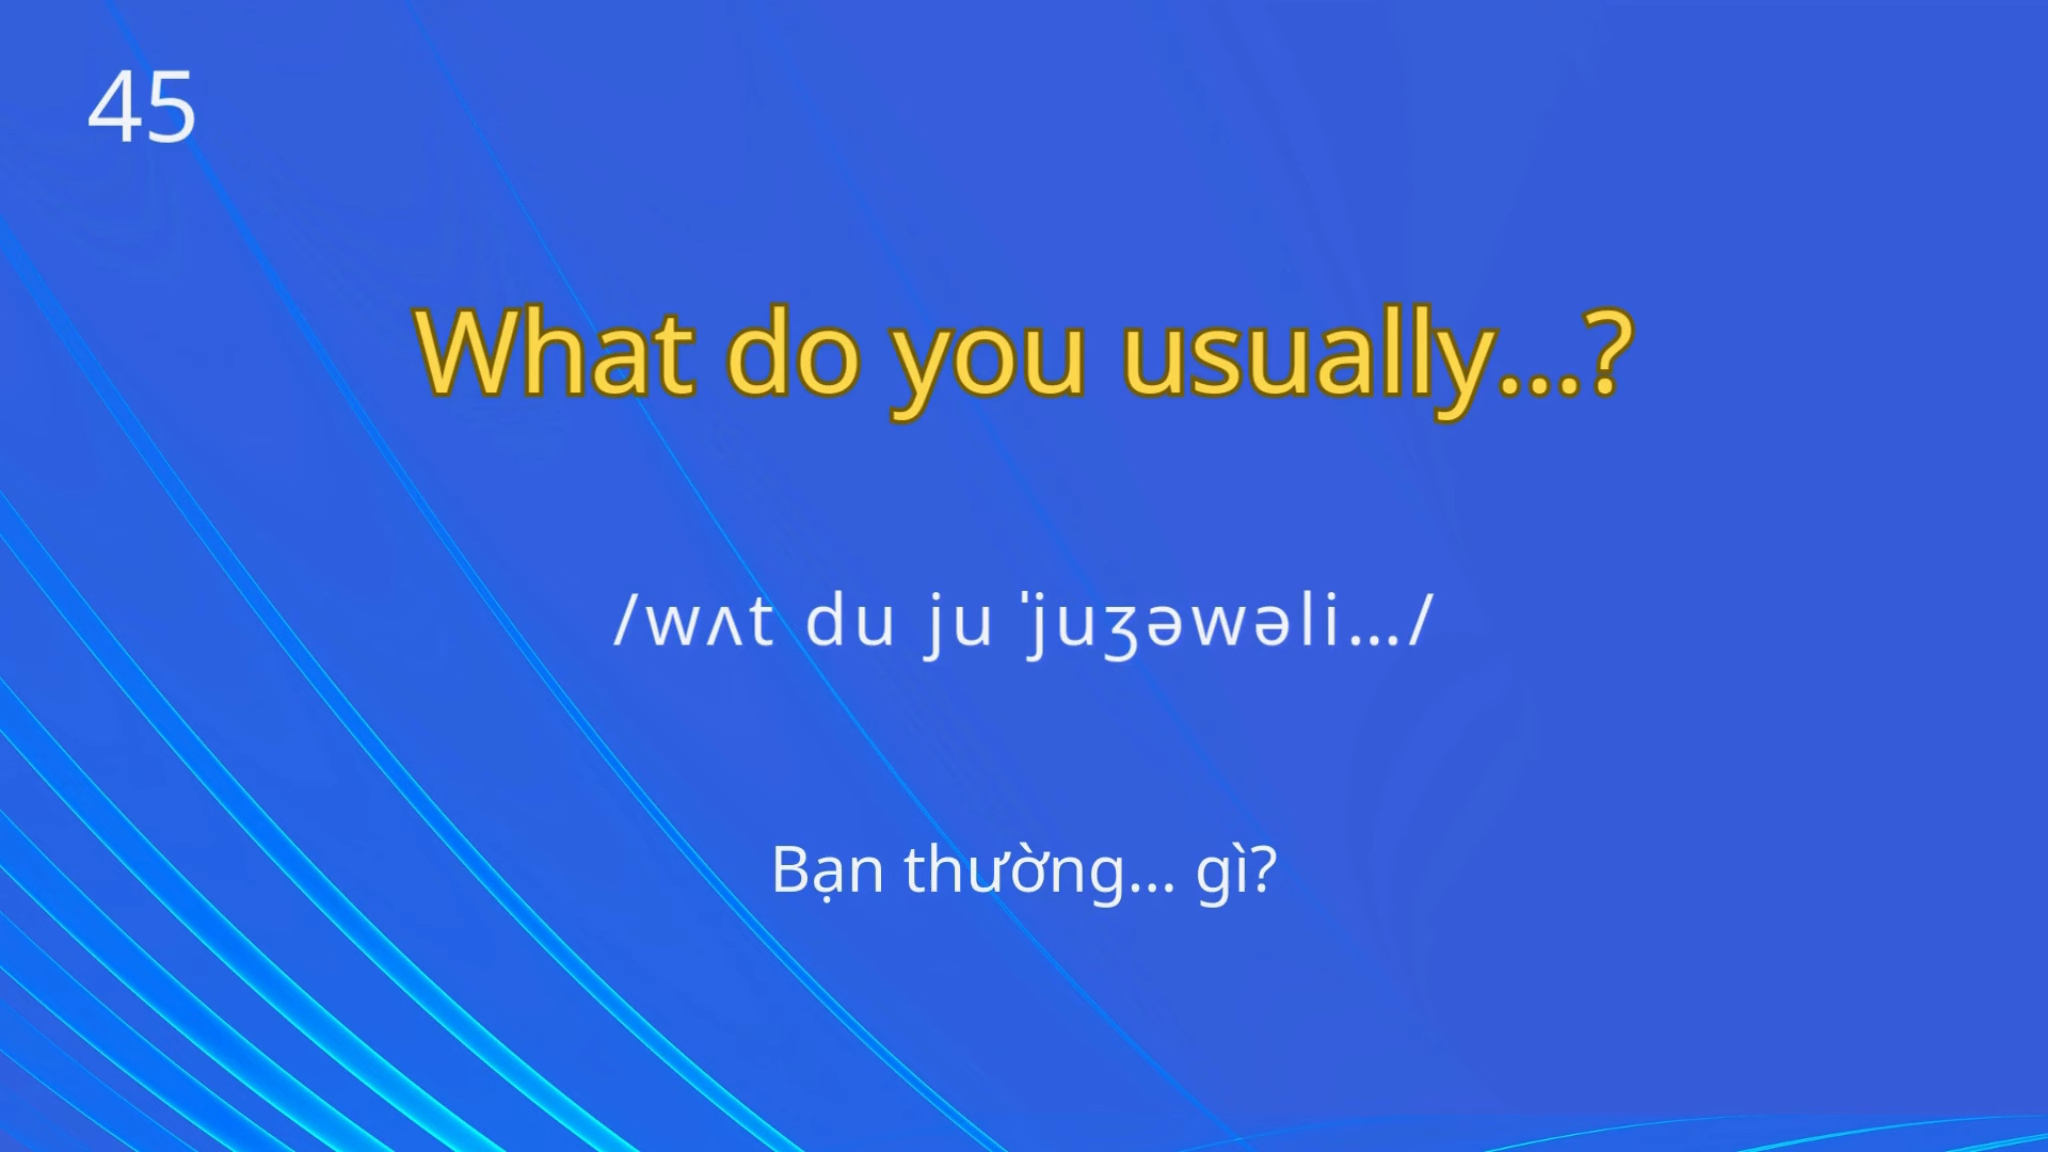 45
What do you usually...?
/wʌt du ju ˈjuʒəwəli.../
Bạn thường... gì?